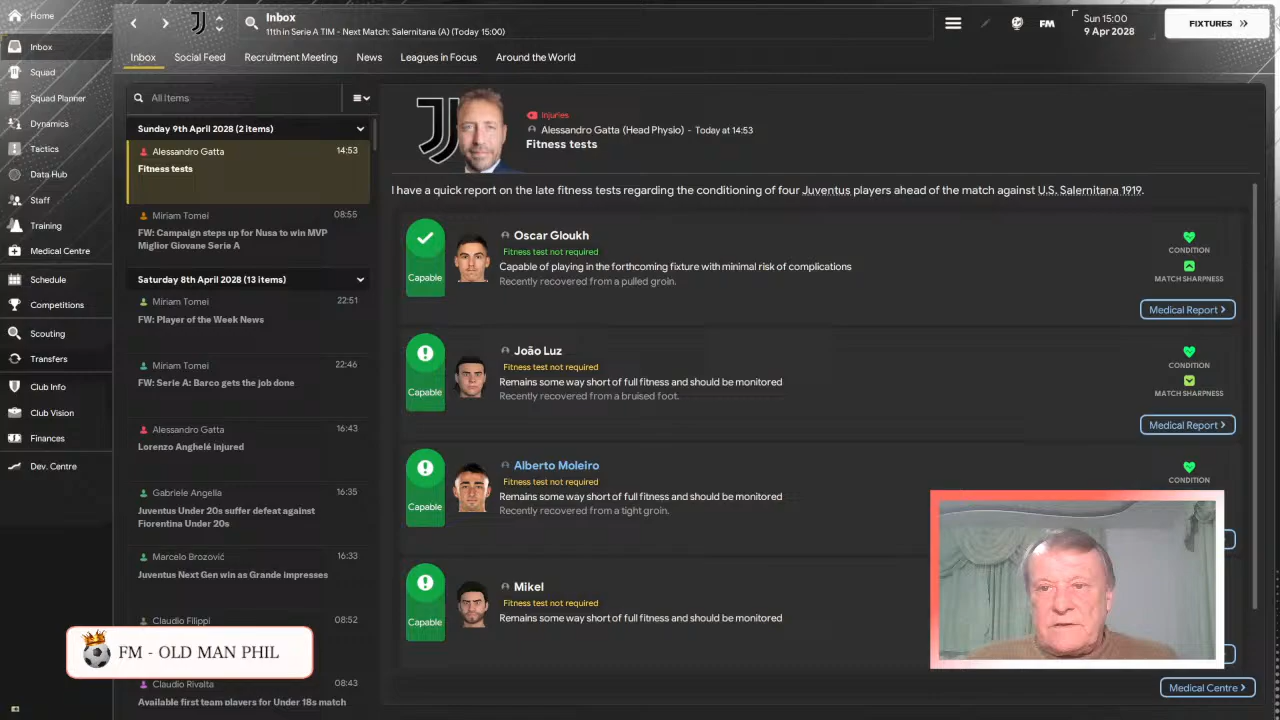 Home
Inbox
Squad
Squad Planner
Dynamics
Tactics
Data Hub
Staff
Training
Medical Centre
Schedule
Competitions
Scouting
Transfers
Club Info
Club Vision
Finances
Dev. Centre
Inbox
11th in Serie A TIM - Next Match: Salernitana (A) (Today 15:00)
FM
Sun 15:00
9 Apr 2028
FIXTURES
Inbox Social Feed Recruitment Meeting News Leagues in Focus Around the World
All Items
Sunday 9th April 2028 (2 items)
Alessandro Gatta 14:53
Fitness tests
Miriam Tomei 08:55
FW: Campaign steps up for Nusa to win MVP
Miglior Giovane Serie A
Saturday 8th April 2028 (13 items)
Miriam Tomei 22:51
FW: Player of the Week News
Miriam Tomei 22:46
FW: Serie A: Barco gets the job done
Alessandro Gatta 16:43
Lorenzo Anghelé injured
Gabriele Angella 16:35
Juventus Under 20s suffer defeat against
Fiorentina Under 20s
Marcelo Brozović 16:33
Juventus Next Gen win as Grande impresses
Claudio Filippi 08:52
Claudio Rivalta 08:43
Available first team players for Under 18s match
Injuries
Alessandro Gatta (Head Physio) - Today at 14:53
Fitness tests
I have a quick report on the late fitness tests regarding the conditioning of four Juventus players ahead of the match against U.S. Salernitana 1919.
Capable
Oscar Gloukh
Fitness test not required
Capable of playing in the forthcoming fixture with minimal risk of complications
Recently recovered from a pulled groin.
CONDITION
MATCH SHARPNESS
Medical Report
Capable
João Luz
Fitness test not required
Remains some way short of full fitness and should be monitored
Recently recovered from a bruised foot.
CONDITION
MATCH SHARPNESS
Medical Report
Capable
Alberto Moleiro
Fitness test not required
Remains some way short of full fitness and should be monitored
Recently recovered from a tight groin.
CONDITION
Capable
Mikel
Fitness test not required
Remains some way short of full fitness and should be monitored
Medical Centre
FM - OLD MAN PHIL